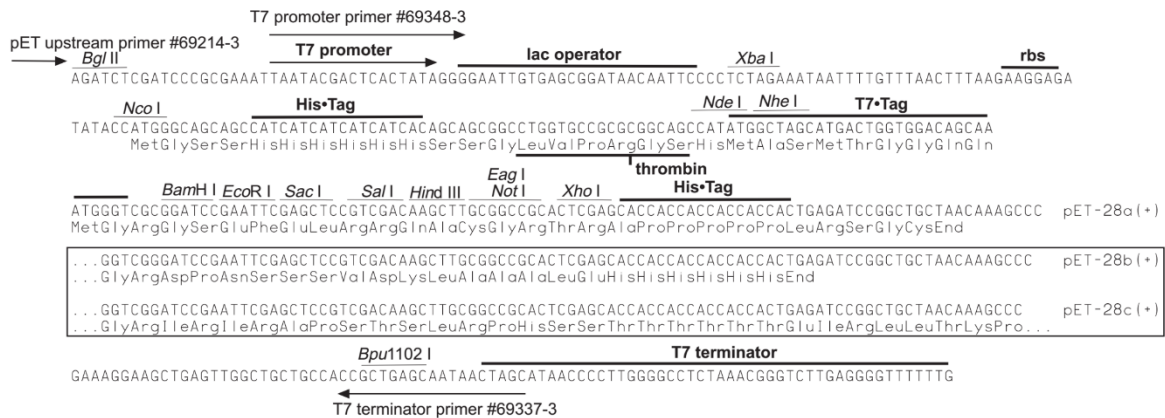 T7 promoter primer #69348-3
pET upstream primer #69214-3
Bgl II T7 promoter lac operator Xba I rbs
AGATCTCGATCCCGCGAAATTAATACGACTCACTATAGGGGAATTGTGAGCGGATAACAATTCCCCTCTAGAAATAATTTTGTTTAACTTTAAGAAGGAGA
Nco I His•Tag Nde I Nhe I T7•Tag
TATACCATGGGCAGCAGCCATCATCATCATCATCACAGCAGCGGCCTGGTGCCGCGCGGCAGCCATATGGCTAGCATGACTGGTGGACAGCAA
MetGlySerSerHisHisHisHisHisHisSerSerGlyLeuValProArgGlySerHisMetAlaSerMetThrGlyGlyGlnGln
thrombin
BamH I EcoR I Sac I Sal I Hind III Eag I Not I Xho I His•Tag
ATGGGTCGCGGATCCGAATTCGAGCTCCGTCGACAAGCTTGCGGCCGCACTCGAGCACCACCACCACCACCACTGAGATCCGGCTGCTAACAAAGCCC pET-28a(+)
MetGlyArgGlySerGluPheGluLeuArgArgGlnAlaCysGlyArgThrArgAlaProProProProProProLeuArgSerGlyCysEnd
...GGTCGGGATCCGAATTCGAGCTCCGTCGACAAGCTTGCGGCCGCACTCGAGCACCACCACCACCACCACTGAGATCCGGCTGCTAACAAAGCCC pET-28b(+)
...GlyArgAspProAsnSerSerSerValAspLysLeuAlaAlaAlaLeuGluHisHisHisHisHisHisEnd
...GGTCGGATCCGAATTCGAGCTCCGTCGACAAGCTTGCGGCCGCACTCGAGCACCACCACCACCACCACTGAGATCCGGCTGCTAACAAAGCCC pET-28c(+)
...GlyArgIleArgIleArgAlaProSerThrSerLeuArgProHisSerSerThrThrThrThrThrThrGluIleArgLeuLeuThrLysPro...
Bpu1102 I T7 terminator
GAAAGGAAGCTGAGTTGGCTGCTGCCACCGCTGAGCAATAACTAGCATAACCCCTTGGGGCCTCTAAACGGGTCTTGAGGGGTTTTTTG
T7 terminator primer #69337-3